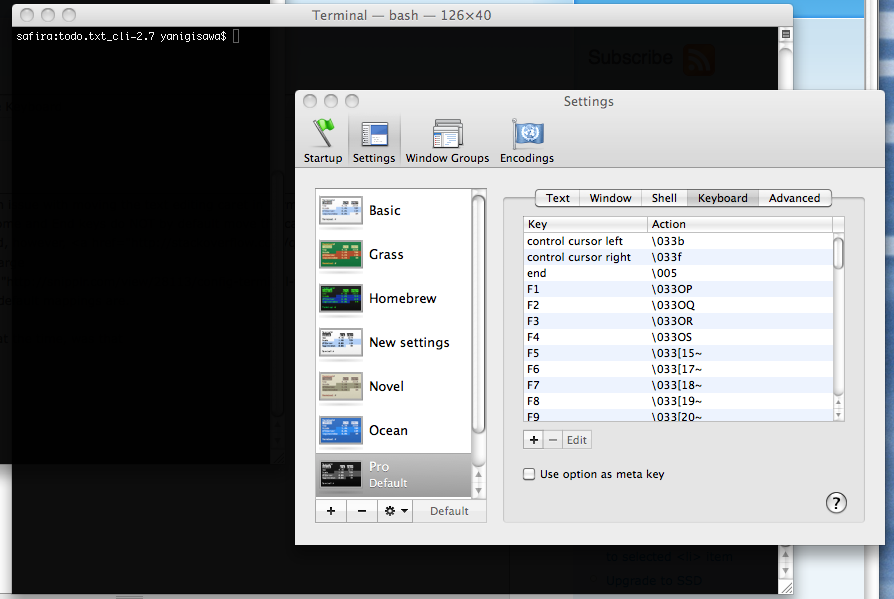 Terminal — bash — 126×40
safira:todo.txt_cli-2.7 yanigisawa$
Subscribe
Settings
Startup
Settings
Window Groups
Encodings
Basic
Grass
Homebrew
New settings
Novel
Ocean
Pro
Default
+ − Default
Text Window Shell Keyboard Advanced
Key Action
control cursor left \033b
control cursor right \033f
end \005
F1 \033OP
F2 \033OQ
F3 \033OR
F4 \033OS
F5 \033[15~
F6 \033[17~
F7 \033[18~
F8 \033[19~
F9 \033[20~
+ − Edit
Use option as meta key
?
Upgrade to SSD